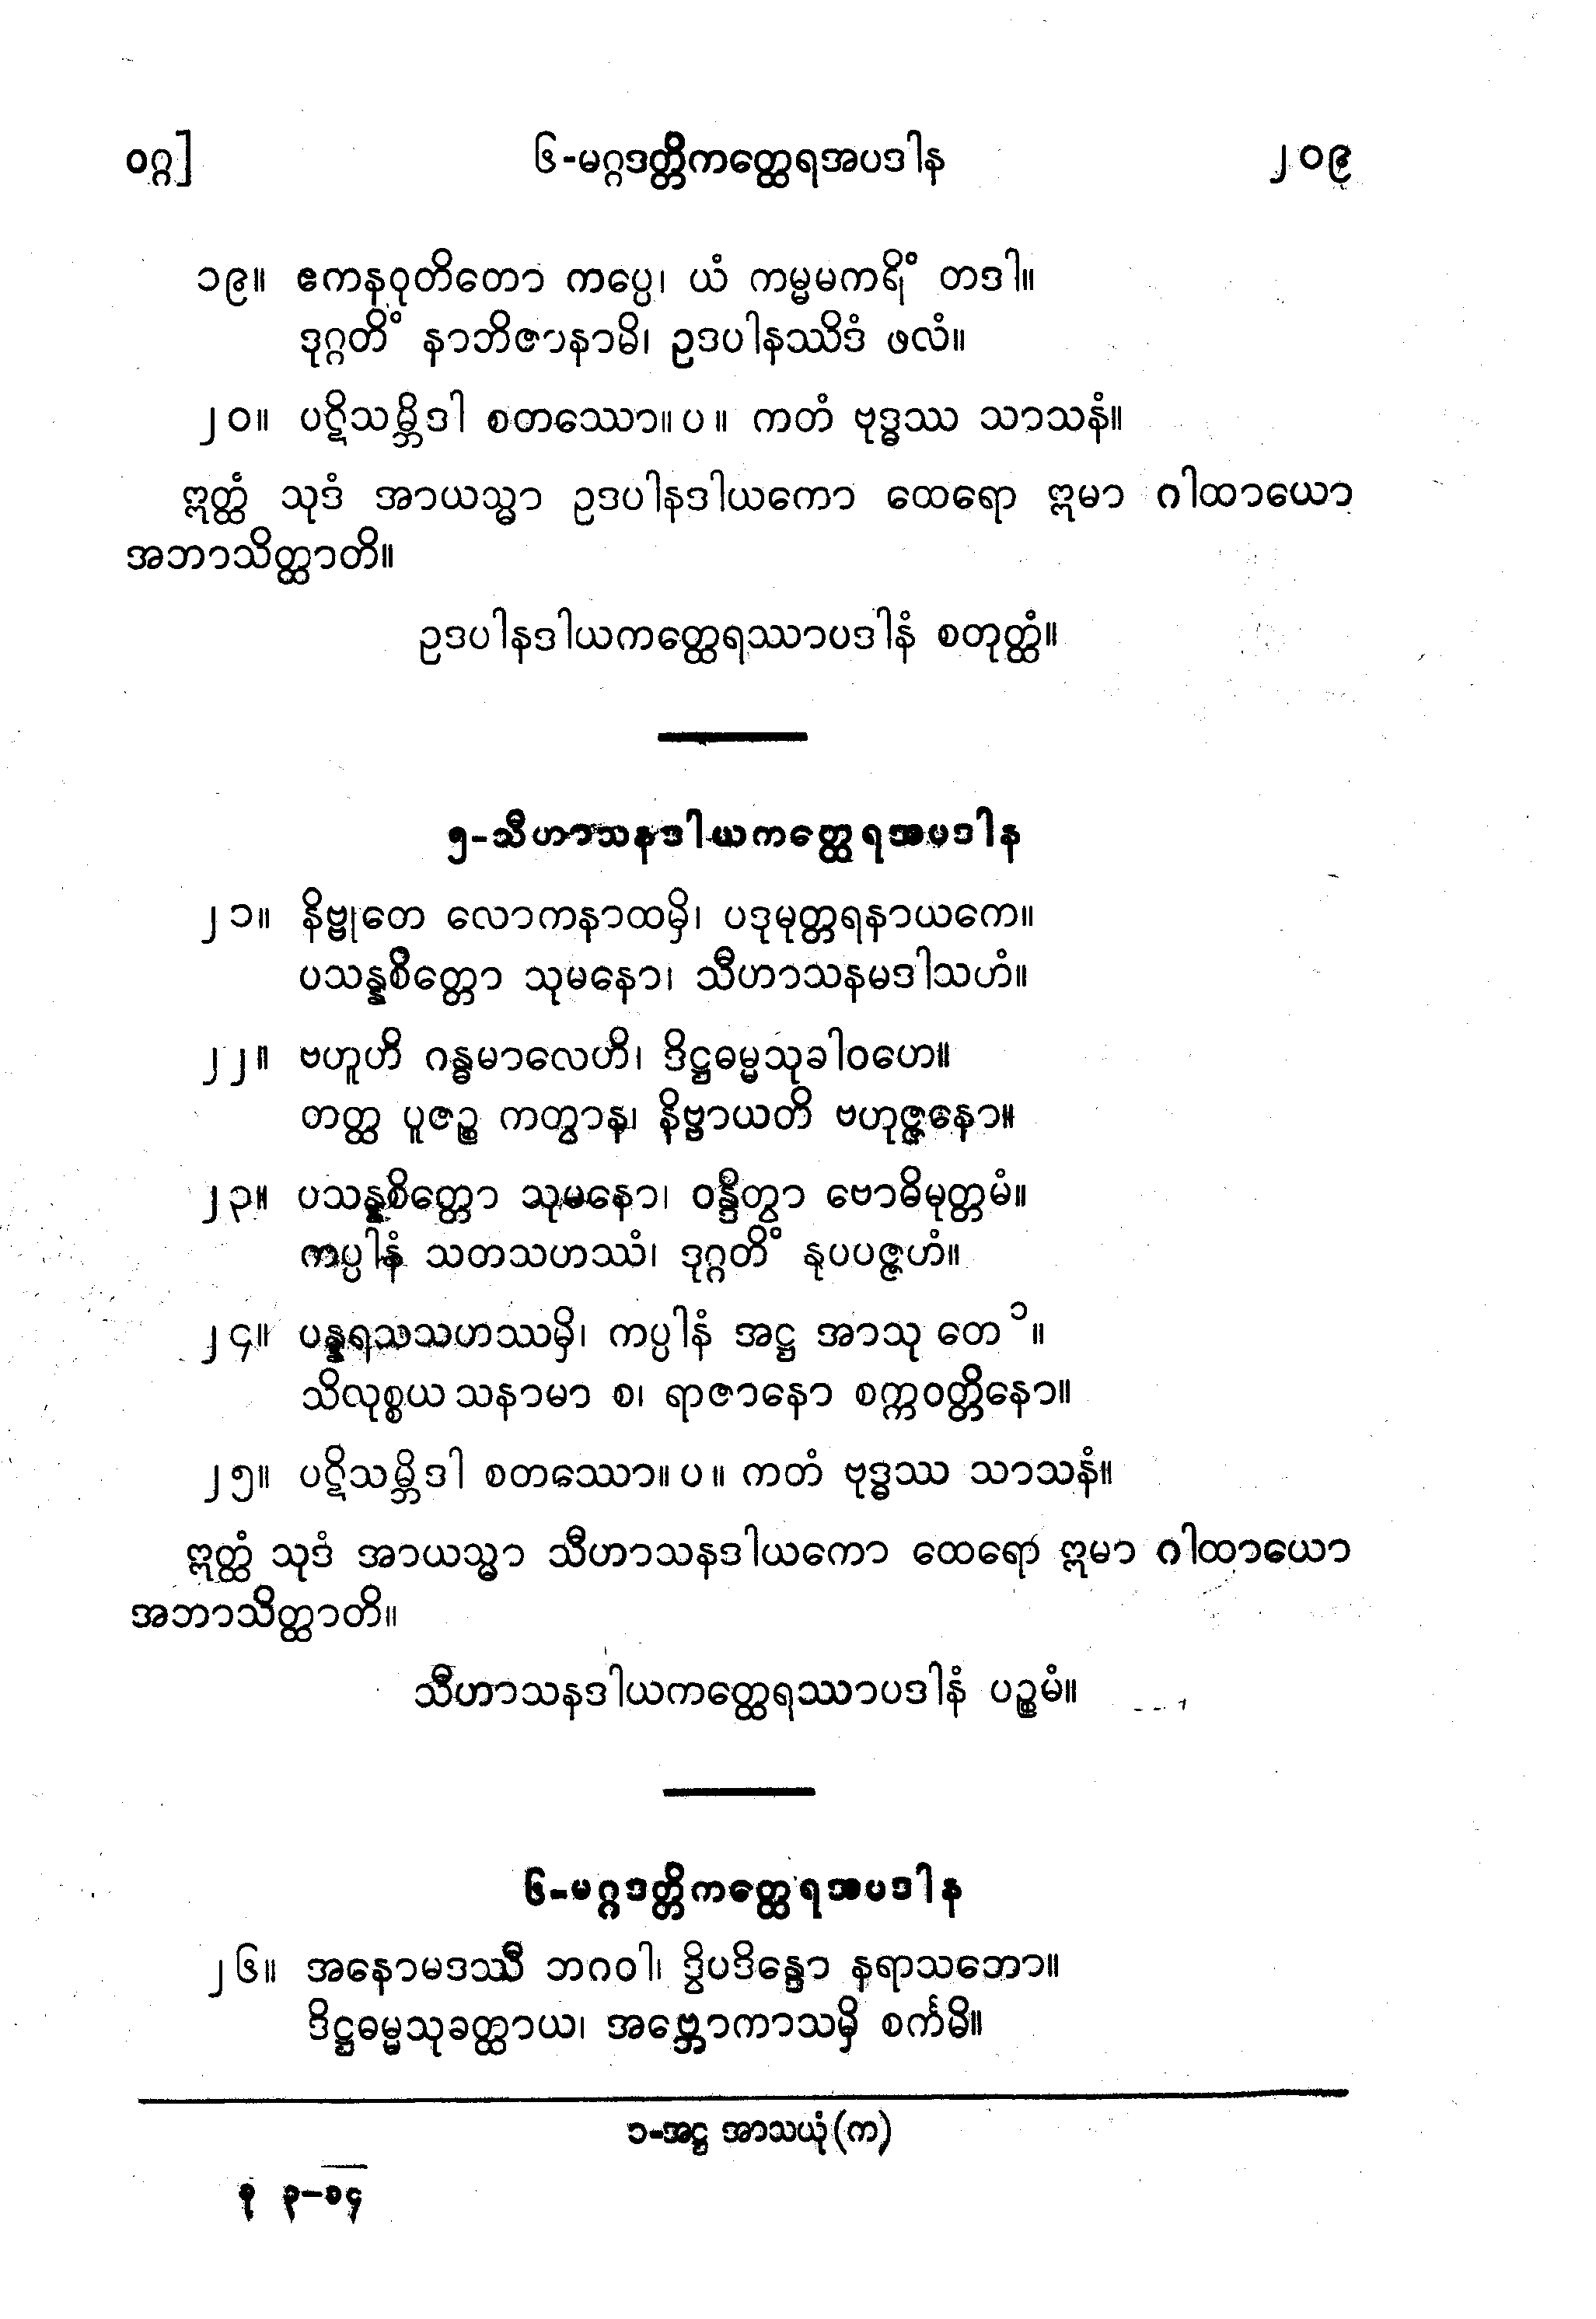 ဝဂ္ဂ]
၆-မဂ္ဂဒတ္တိကတ္ထေရအပဒါန
၂၀၉
၁၉။ ဧကနဝုတိတော ကပ္ပေ၊ ယံ ကမ္မမကရိံ တဒါ။
ဒုဂ္ဂတိံ နာဘိဇာနာမိ၊ ဥဒပါနဿိဒံ ဖလံ။
၂၀။ ပဋိသမ္ဘိဒါ စတဿော။ပ။ ကတံ ဗုဒ္ဓဿ သာသနံ။
ဣတ္ထံ သုဒံ အာယသ္မာ ဥဒပါနဒါယကော ထေရော ဣမာ ဂါထာယော
အဘာသိတ္ထာတိ။
ဥဒပါနဒါယကတ္ထေရဿာပဒါနံ စတုတ္ထံ။
၅-သီဟာသနဒါယကတ္ထေရအပဒါန
၂၁။ နိဗ္ဗုတေ လောကနာထမှိ၊ ပဒုမုတ္တရနာယကေ။
ပသန္နစိတ္တော သုမနော၊ သီဟာသနမဒါသဟံ။
၂၂။ ဗဟူဟိ ဂန္ဓမာလေဟိ၊ ဒိဋ္ဌဓမ္မသုခါဝဟေ။
တတ္ထ ပူဇဉ္စ ကတွာန၊ နိဗ္ဗာယတိ ဗဟုဇ္ဇနော။
၂၃။ ပသန္နစိတ္တော သုမနော၊ ဝန္ဒိတွာ ဗောဓိမုတ္တမံ။
ကပ္ပါနံ သတသဟဿံ၊ ဒုဂ္ဂတိံ နုပပဇ္ဇဟံ။
၂၄။ ပန္နရသသဟဿမှိ၊ ကပ္ပါနံ အဋ္ဌ အာသု တေ ၁။
သိလုစ္စယ သနာမာ စ၊ ရာဇာနော စက္ကဝတ္တိနော။
၂၅။ ပဋိသမ္ဘိဒါ စတဿော။ပ။ ကတံ ဗုဒ္ဓဿ သာသနံ။
ဣတ္ထံ သုဒံ အာယသ္မာ သီဟာသနဒါယကော ထေရော ဣမာ ဂါထာယော
အဘာသိတ္ထာတိ။
သီဟာသနဒါယကတ္ထေရဿာပဒါနံ ပဉ္စမံ။
၆-မဂ္ဂဒတ္တိကတ္ထေရအပဒါန
၂၆။ အနောမဒဿီ ဘဂဝါ၊ ဒွိပဒိန္ဒော နရာသဘော။
ဒိဋ္ဌဓမ္မသုခတ္ထာယ၊ အဗ္ဘောကာသမှိ စင်္ကမိ။
၁-အဋ္ဌ အာသယုံ(က)
စု ၃-၁၄